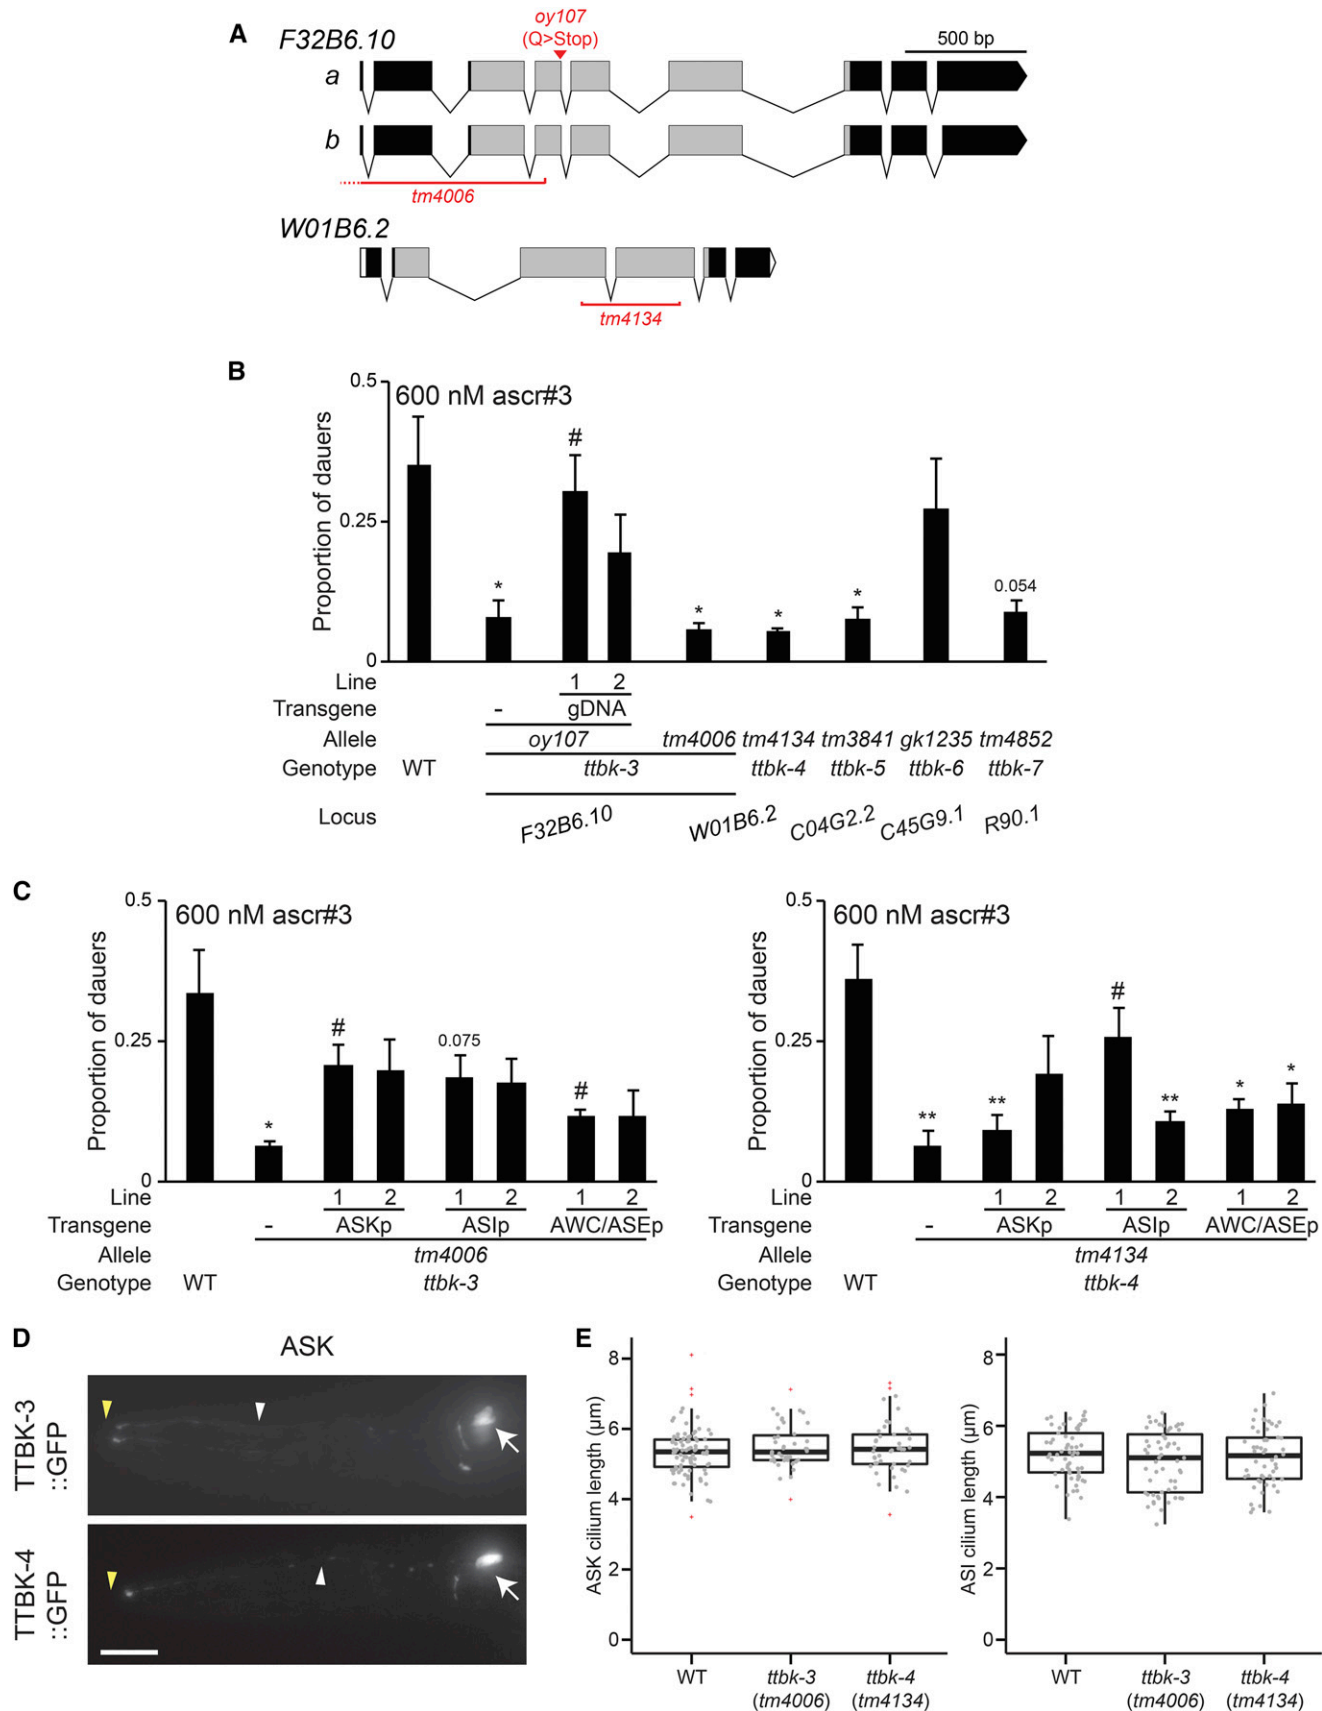 A
F32B6.10
oy107
(Q>Stop)
500 bp
a
b
tm4006
W01B6.2
tm4134
B
600 nM ascr#3
Proportion of dauers
0.5
0.25
0
*
#
*
*
*
0.054
Line 1 2
Transgene - gDNA
Allele oy107 tm4006 tm4134 tm3841 gk1235 tm4852
Genotype WT ttbk-3 ttbk-4 ttbk-5 ttbk-6 ttbk-7
Locus F32B6.10 W01B6.2 C04G2.2 C45G9.1 R90.1
C
600 nM ascr#3
Proportion of dauers
0.5
0.25
0
*
#
0.075
#
Line 1 2 1 2 1 2
Transgene - ASKp ASIp AWC/ASEp
Allele tm4006
Genotype WT ttbk-3
600 nM ascr#3
Proportion of dauers
0.5
0.25
0
**
**
#
**
*
*
Line 1 2 1 2 1 2
Transgene - ASKp ASIp AWC/ASEp
Allele tm4134
Genotype WT ttbk-4
D
ASK
TTBK-3
::GFP
TTBK-4
::GFP
E
ASK cilium length (µm)
8
6
4
2
0
WT ttbk-3 ttbk-4
(tm4006) (tm4134)
ASI cilium length (µm)
8
6
4
2
0
WT ttbk-3 ttbk-4
(tm4006) (tm4134)